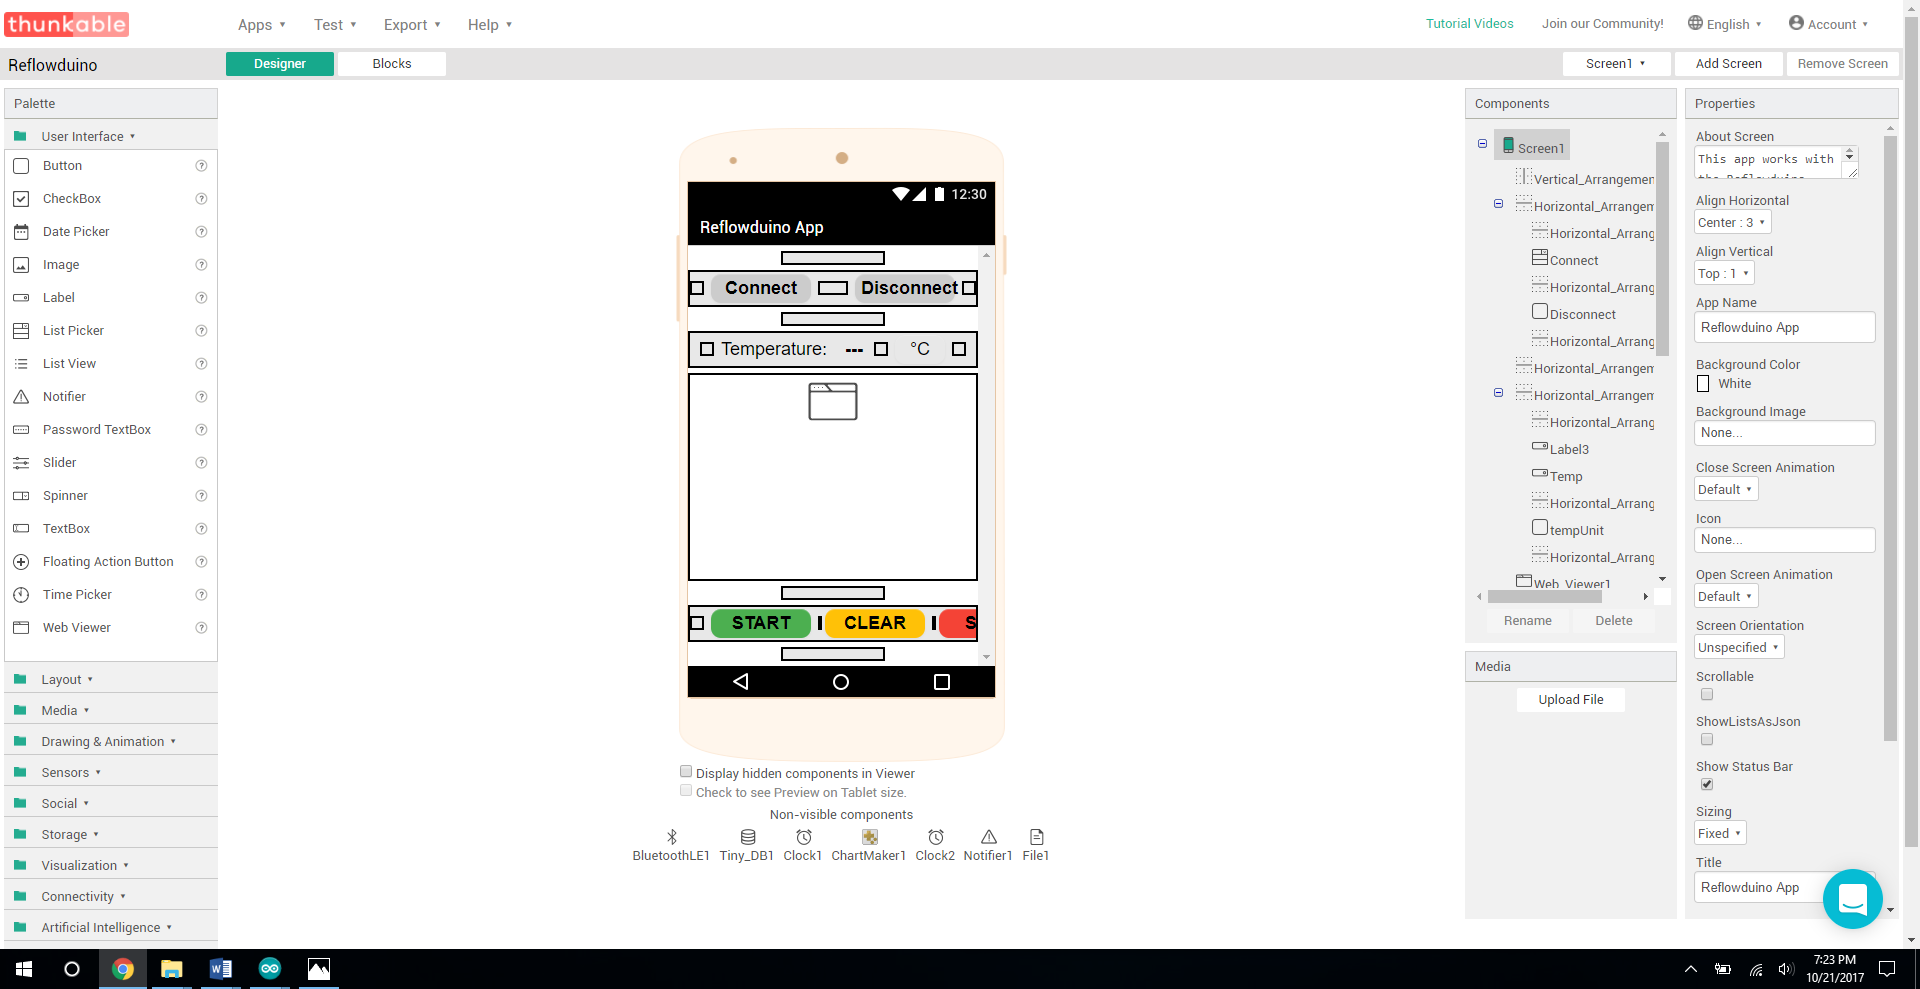 thunkable
Apps ▾ Test ▾ Export ▾ Help ▾ Tutorial Videos Join our Community! English ▾ Account ▾
Reflowduino Designer Blocks Screen1 ▾ Add Screen Remove Screen
Palette
User Interface ▾
Button ?
CheckBox ?
Date Picker ?
Image ?
Label ?
List Picker ?
List View ?
Notifier ?
Password TextBox ?
Slider ?
Spinner ?
TextBox ?
Floating Action Button ?
Time Picker ?
Web Viewer ?
Layout ▾
Media ▾
Drawing & Animation ▾
Sensors ▾
Social ▾
Storage ▾
Visualization ▾
Connectivity ▾
Artificial Intelligence ▾
12:30
Reflowduino App
Connect Disconnect
Temperature: --- °C
START CLEAR S
Display hidden components in Viewer
Check to see Preview on Tablet size.
Non-visible components
BluetoothLE1 Tiny_DB1 Clock1 ChartMaker1 Clock2 Notifier1 File1
Components
Screen1
Vertical_Arrangemen
Horizontal_Arrangem
Horizontal_Arrang
Connect
Horizontal_Arrang
Disconnect
Horizontal_Arrang
Horizontal_Arrangem
Horizontal_Arrangem
Horizontal_Arrang
Label3
Temp
Horizontal_Arrang
tempUnit
Horizontal_Arrang
Web_Viewer1
Rename Delete
Media
Upload File
Properties
About Screen
This app works with
the Reflowduino
Align Horizontal
Center : 3 ▾
Align Vertical
Top : 1 ▾
App Name
Reflowduino App
Background Color
White
Background Image
None...
Close Screen Animation
Default ▾
Icon
None...
Open Screen Animation
Default ▾
Screen Orientation
Unspecified ▾
Scrollable
ShowListsAsJson
Show Status Bar
Sizing
Fixed ▾
Title
Reflowduino App
7:23 PM
10/21/2017